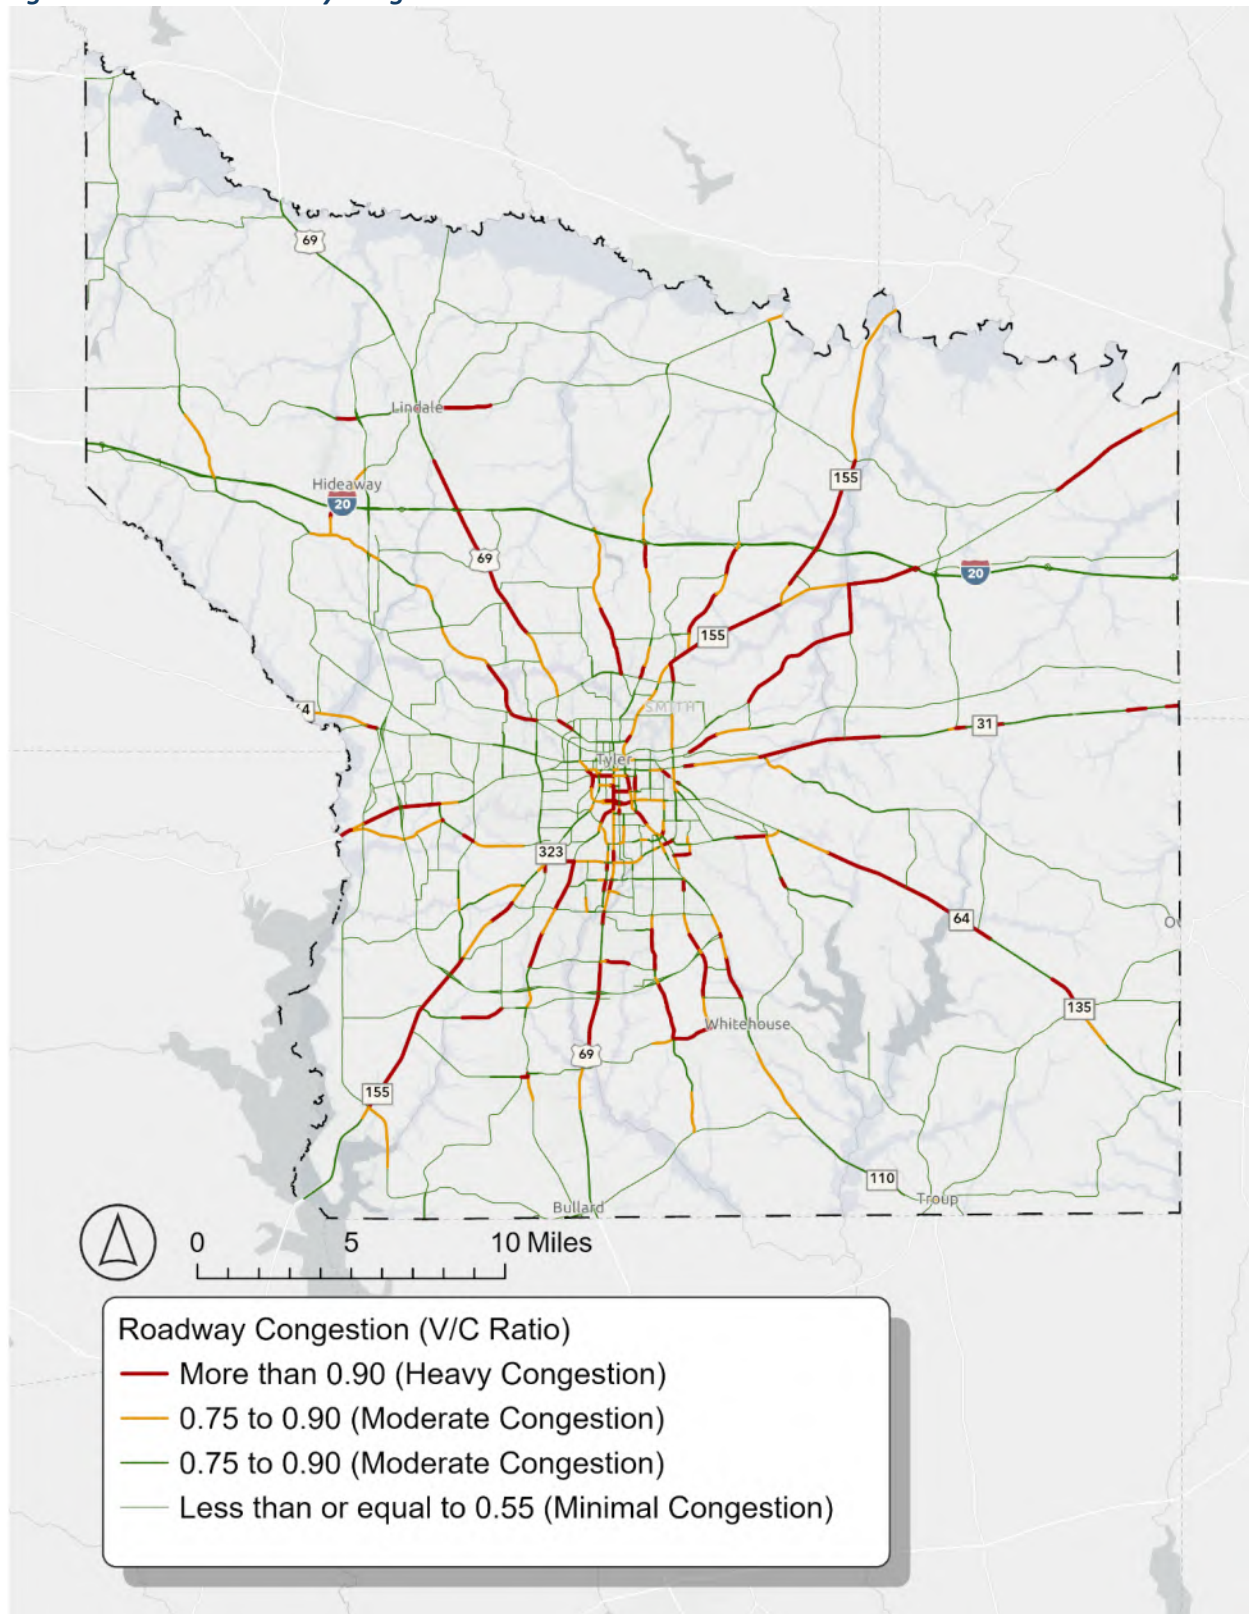 69
Lindale
Hideaway
20
155
69
20
155
SMITH
31
Tyler
323
64
135
Whitehouse
69
155
110
Troup
Bullard
0 5 10 Miles
Roadway Congestion (V/C Ratio)
More than 0.90 (Heavy Congestion)
0.75 to 0.90 (Moderate Congestion)
0.75 to 0.90 (Moderate Congestion)
Less than or equal to 0.55 (Minimal Congestion)